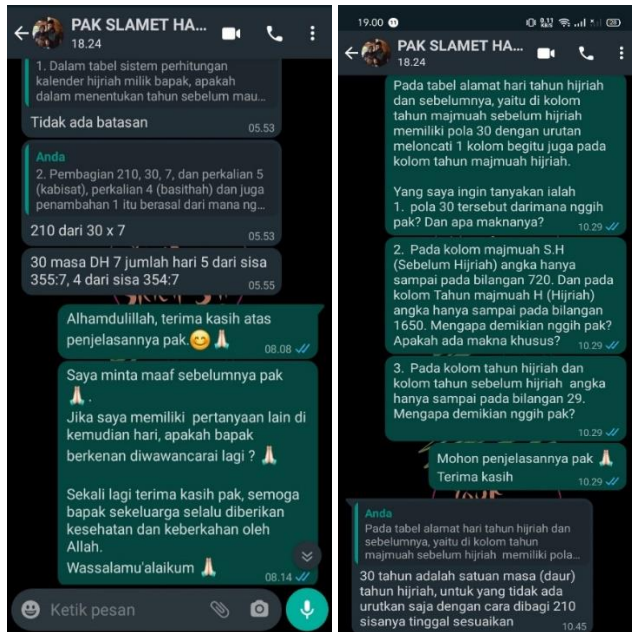 PAK SLAMET HA...
18.24
1. Dalam tabel sistem perhitungan
kalender hijriah milik bapak, apakah
dalam menentukan tahun sebelum mau...
Tidak ada batasan
05.53
Anda
2. Pembagian 210, 30, 7, dan perkalian 5
(kabisat), perkalian 4 (basithah) dan juga
penambahan 1 itu berasal dari mana ng...
210 dari 30 x 7
05.53
30 masa DH 7 jumlah hari 5 dari sisa
355:7, 4 dari sisa 354:7
05.55
Alhamdulillah, terima kasih atas
penjelasannya pak.😊🙏🏻
08.08
Saya minta maaf sebelumnya pak
🙏🏻.
Jika saya memiliki pertanyaan lain di
kemudian hari, apakah bapak
berkenan diwawancarai lagi ? 🙏🏻
Sekali lagi terima kasih pak, semoga
bapak sekeluarga selalu diberikan
kesehatan dan keberkahan oleh
Allah.
Wassalamu'alaikum 🙏🏻
08.14
Ketik pesan
19.00
PAK SLAMET HA...
18.24
Pada tabel alamat hari tahun hijriah
dan sebelumnya, yaitu di kolom
tahun majmuah sebelum hijriah
memiliki pola 30 dengan urutan
meloncati 1 kolom begitu juga pada
kolom tahun majmuah hijriah.
Yang saya ingin tanyakan ialah
1. pola 30 tersebut darimana nggih
pak? Dan apa maknanya?
10.29
2. Pada kolom majmuah S.H
(Sebelum Hijriah) angka hanya
sampai pada bilangan 720. Dan pada
kolom Tahun majmuah H (Hijriah)
angka hanya sampai pada bilangan
1650. Mengapa demikian nggih pak?
Apakah ada makna khusus?
10.29
3. Pada kolom tahun hijriah dan
kolom tahun sebelum hijriah angka
hanya sampai pada bilangan 29.
Mengapa demikian nggih pak?
10.29
Mohon penjelasannya pak 🙏🏻
Terima kasih
10.29
Anda
Pada tabel alamat hari tahun hijriah dan
sebelumnya, yaitu di kolom tahun
majmuah sebelum hijriah memiliki pola...
30 tahun adalah satuan masa (daur)
tahun hijriah, untuk yang tidak ada
urutkan saja dengan cara dibagi 210
sisanya tinggal sesuaikan
10.45